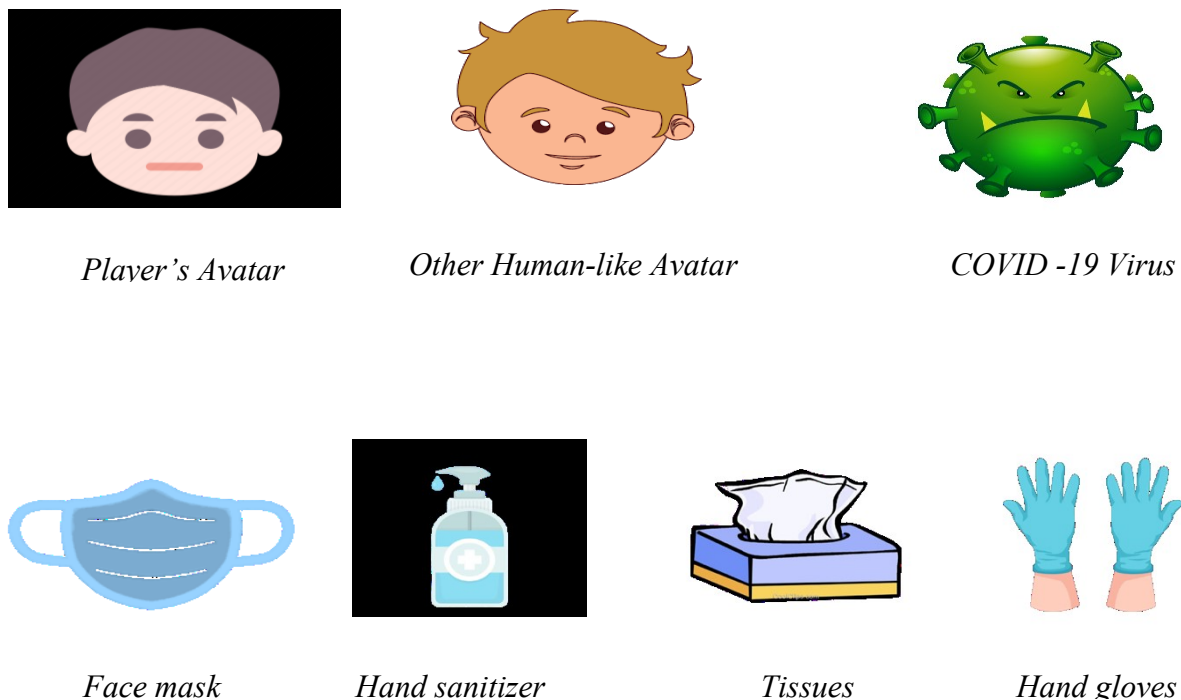 Player's Avatar
Other Human-like Avatar
COVID -19 Virus
Face mask
Hand sanitizer
Tissues
Hand gloves